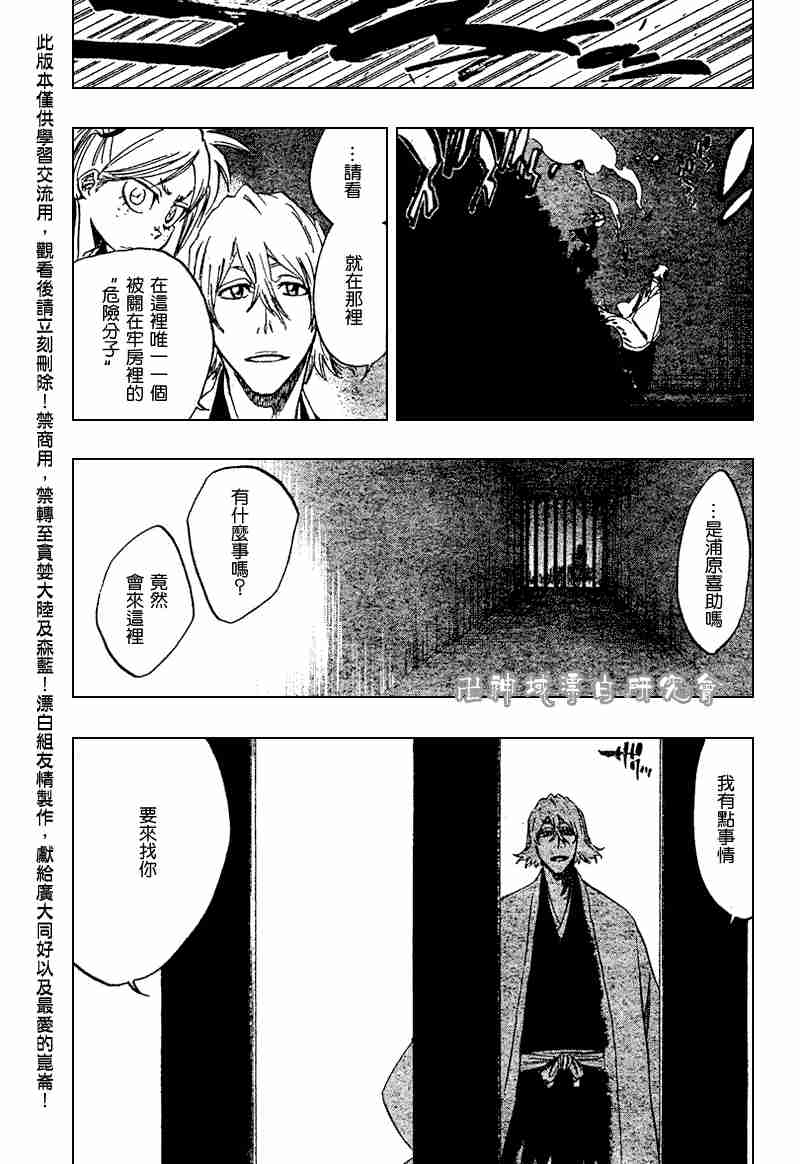 …請看
就在那裡
在這裡唯一一個
被關在牢房裡的
“危險分子”
…是浦原喜助嗎
有什麼事嗎?
竟然
會來這裡
卍神域漂白研究會
我有點事情
要來找你
此版本僅供學習交流用，觀看後請立刻刪除！禁商用，禁轉至貪婪大陸及森藍！漂白組友情製作，獻給廣大同好以及最愛的崑崙！